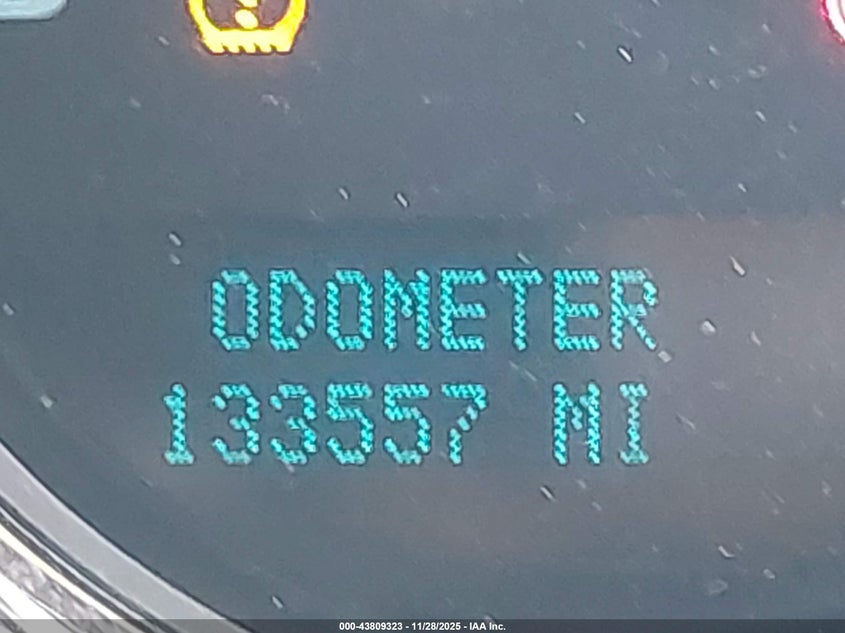 ODOMETER
133557 MI
000-43809323 - 11/28/2025 - IAA Inc.